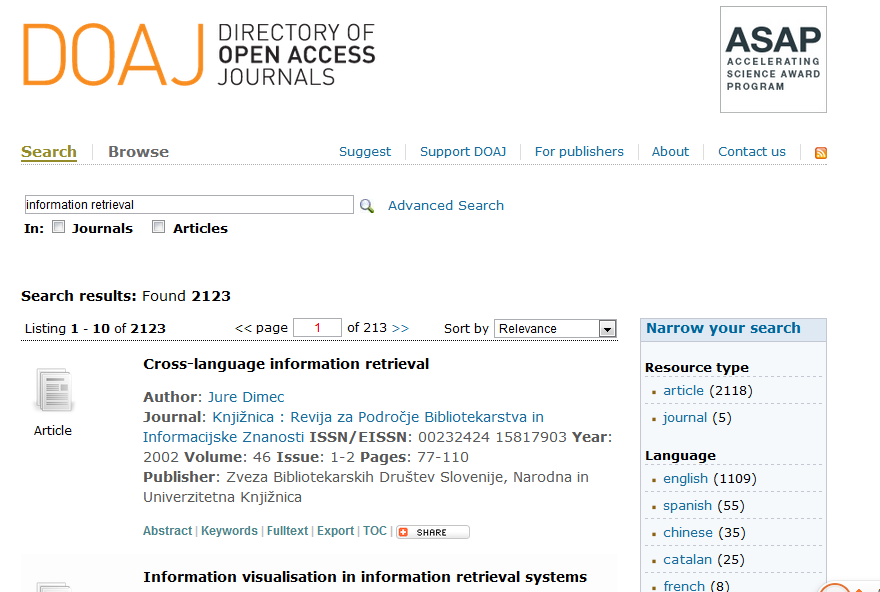 DOAJ DIRECTORY OF
OPEN ACCESS
JOURNALS
ASAP
ACCELERATING
SCIENCE AWARD
PROGRAM
Search Browse Suggest Support DOAJ For publishers About Contact us
information retrieval Advanced Search
In: Journals Articles
Search results: Found 2123
Listing 1 - 10 of 2123 << page 1 of 213 >> Sort by Relevance
Cross-language information retrieval
Article
Author: Jure Dimec
Journal: Knjižnica : Revija za Področje Bibliotekarstva in
Informacijske Znanosti ISSN/EISSN: 00232424 15817903 Year:
2002 Volume: 46 Issue: 1-2 Pages: 77-110
Publisher: Zveza Bibliotekarskih Društev Slovenije, Narodna in
Univerzitetna Knjižnica
Abstract | Keywords | Fulltext | Export | TOC | SHARE
Information visualisation in information retrieval systems
Narrow your search
Resource type
article (2118)
journal (5)
Language
english (1109)
spanish (55)
chinese (35)
catalan (25)
french (8)